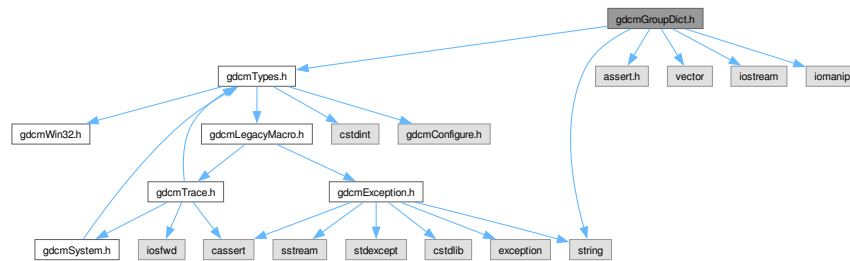 gdcmGroupDict.h
gdcmTypes.h
assert.h
vector
iostream
iomanip
gdcmWin32.h
gdcmLegacyMacro.h
cstdint
gdcmConfigure.h
gdcmTrace.h
gdcmException.h
gdcmSystem.h
iosfwd
cassert
sstream
stdexcept
cstdlib
exception
string